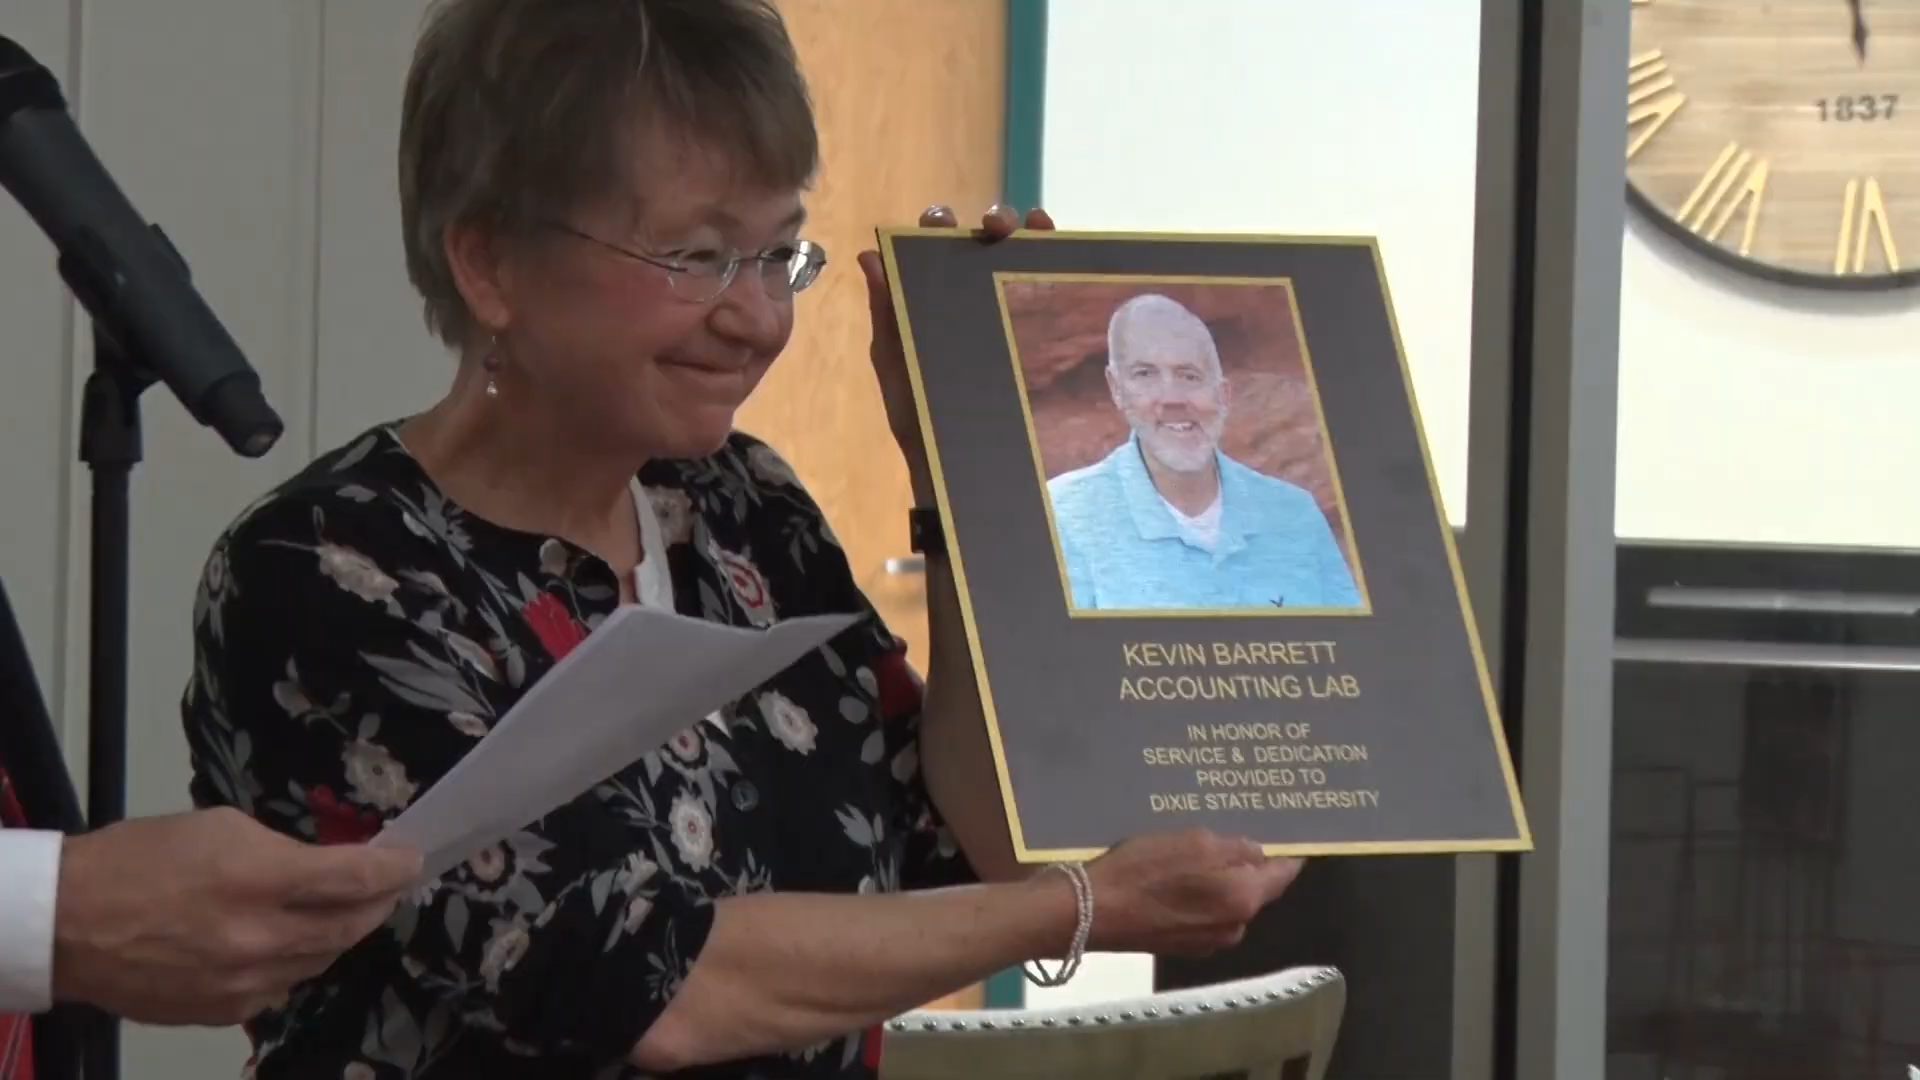 1837
KEVIN BARRETT
ACCOUNTING LAB
IN HONOR OF
SERVICE & DEDICATION
PROVIDED TO
DIXIE STATE UNIVERSITY